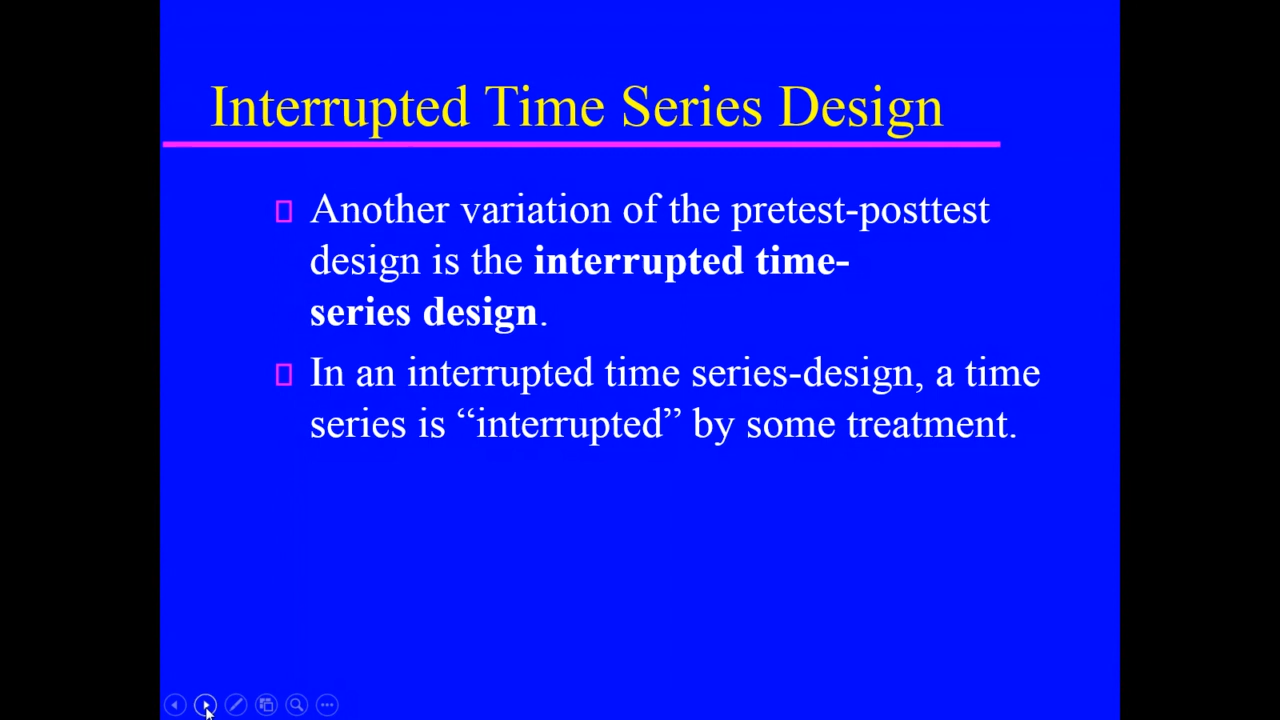 Interrupted Time Series Design
Another variation of the pretest-posttest
design is the interrupted time-
series design.
In an interrupted time series-design, a time
series is “interrupted” by some treatment.